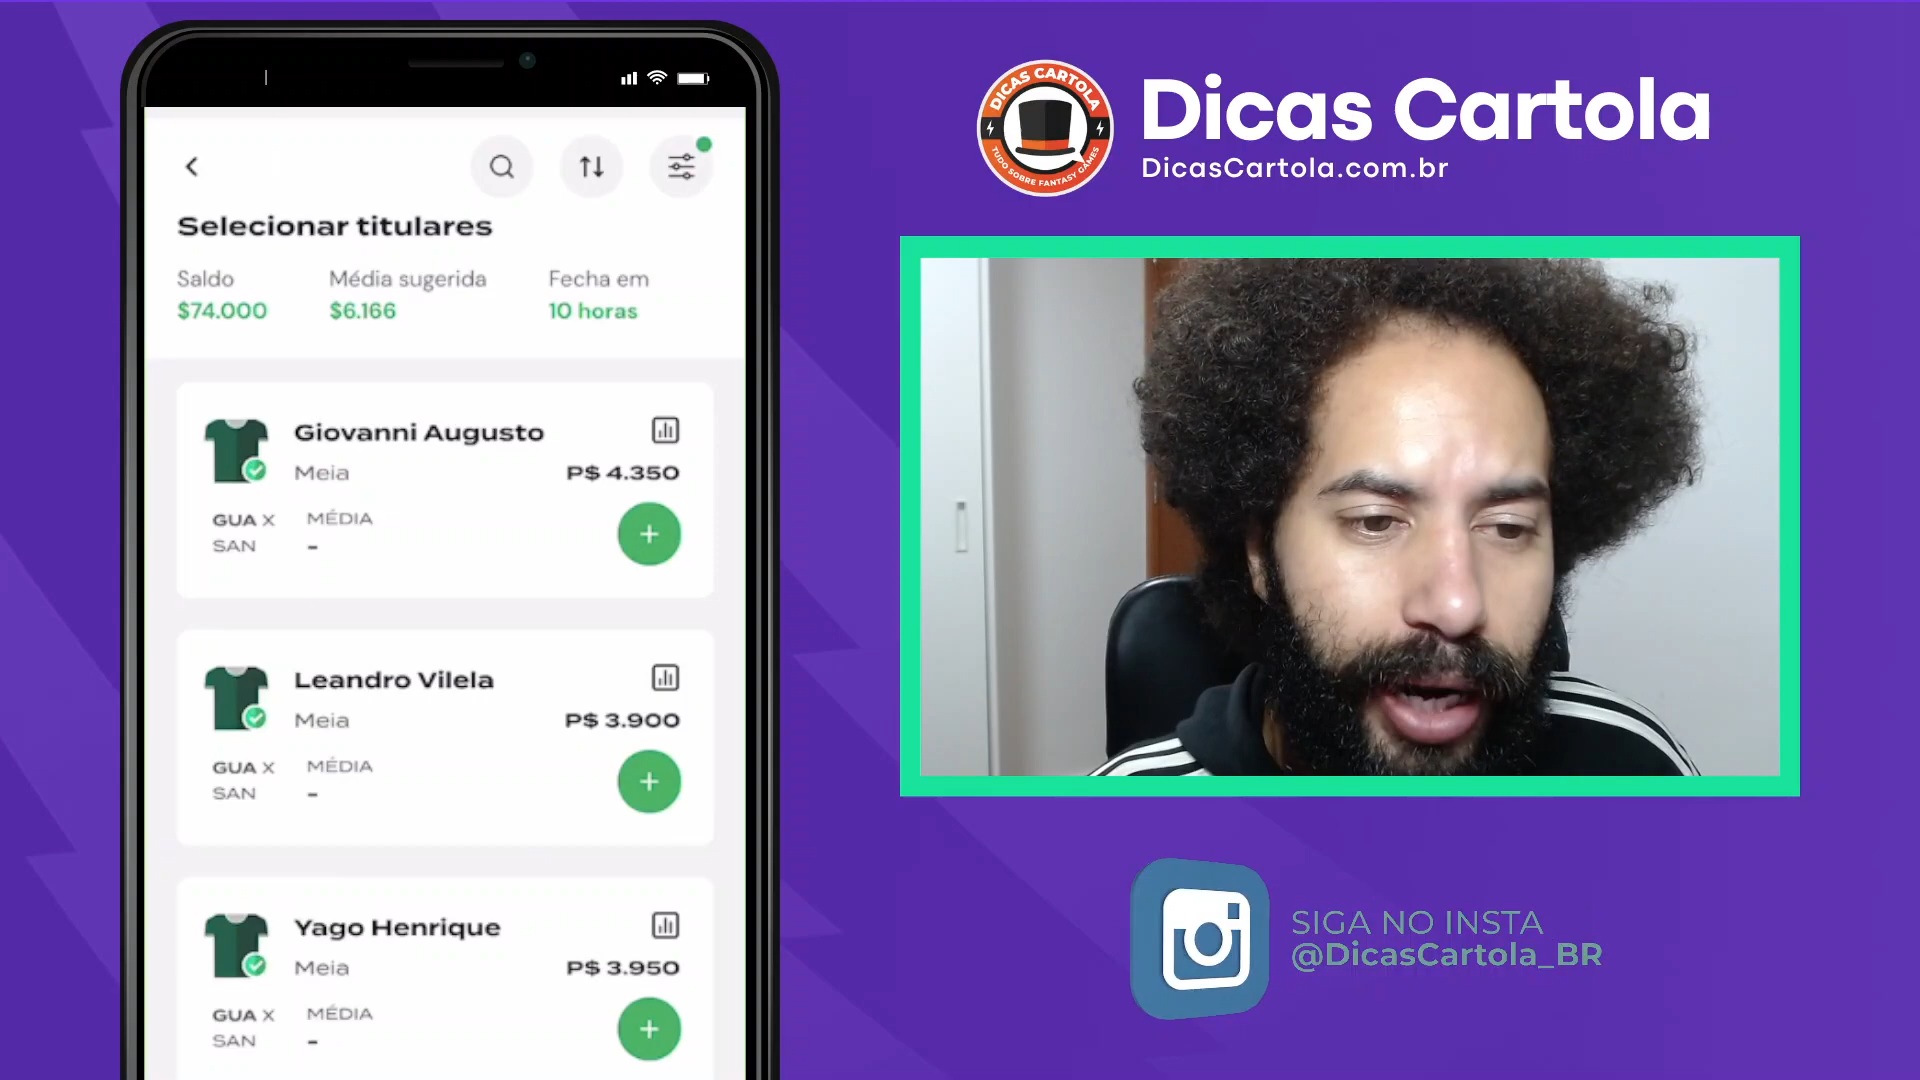 Selecionar titulares
Saldo
Média sugerida
Fecha em
$74.000
$6.166
10 horas
Giovanni Augusto
Meia
P$ 4.350
GUA X
MÉDIA
SAN
-
Leandro Vilela
Meia
P$ 3.900
GUA X
MÉDIA
SAN
-
Yago Henrique
Meia
P$ 3.950
GUA X
MÉDIA
SAN
-
DICAS CARTOLA
TUDO SOBRE FANTASY GAMES
Dicas Cartola
DicasCartola.com.br
SIGA NO INSTA
@DicasCartola_BR